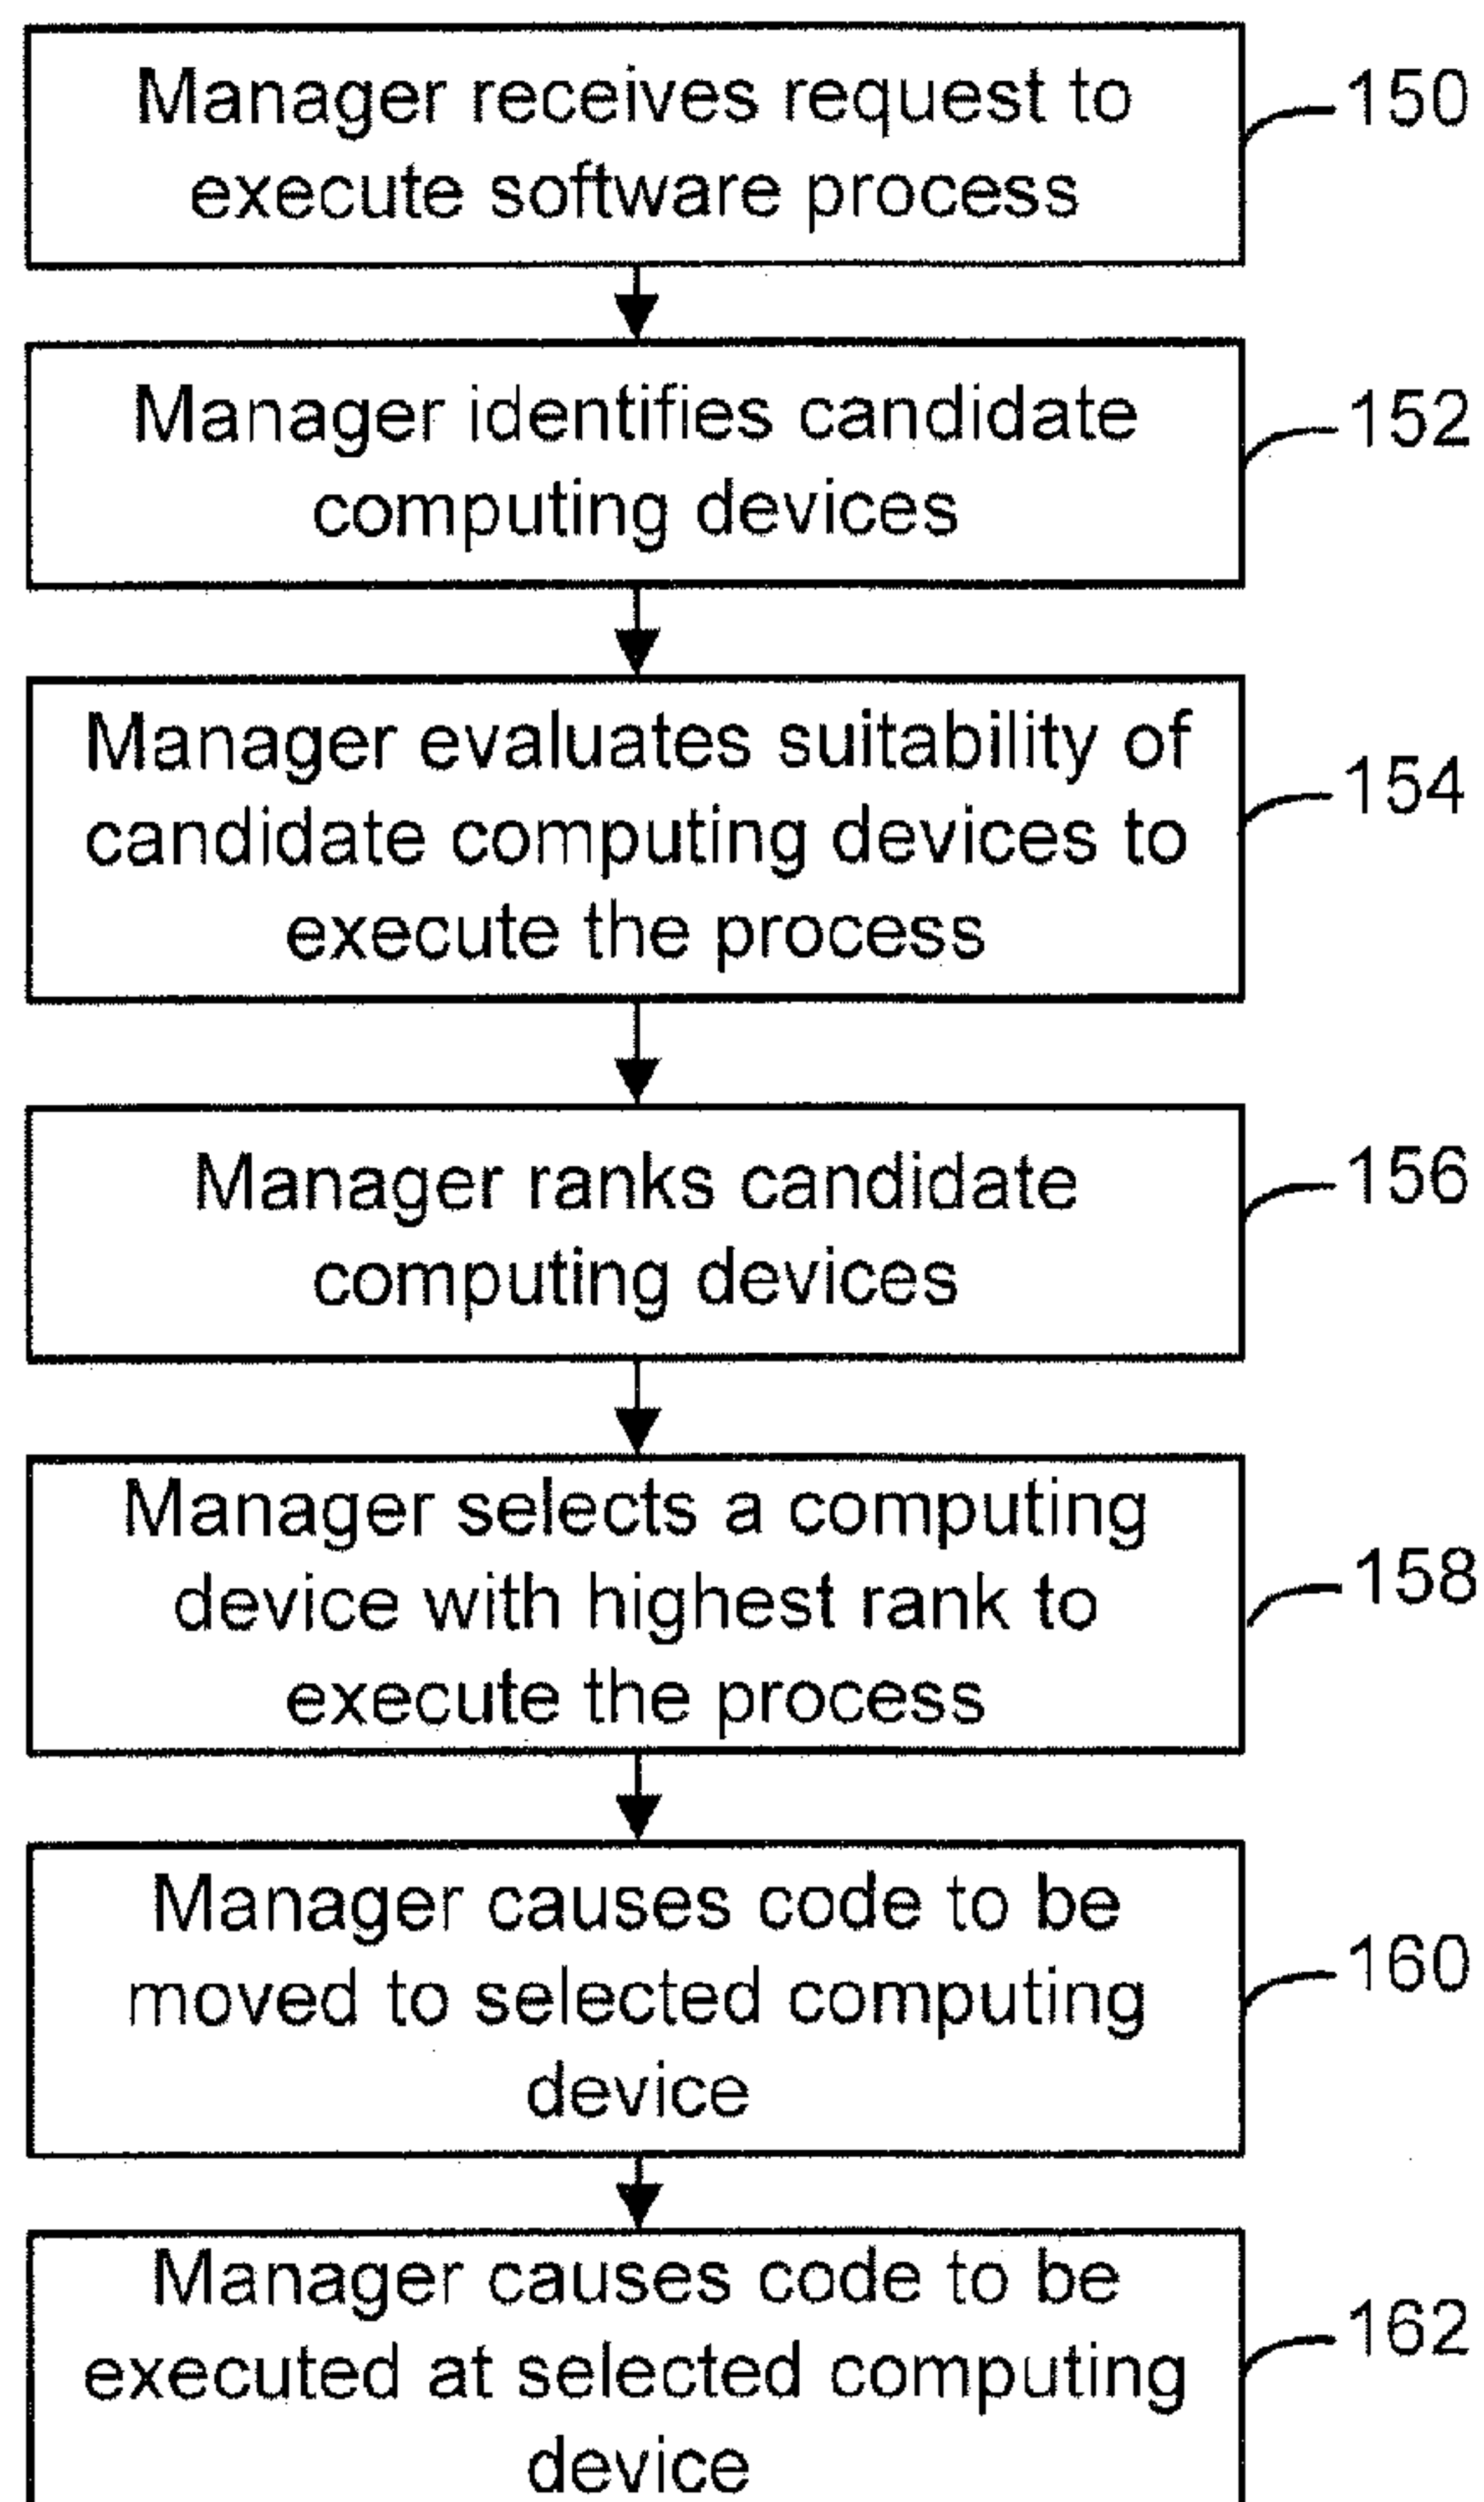 Manager receives request to
execute software process
150
Manager identifies candidate
computing devices
152
Manager evaluates suitability of
candidate computing devices to
execute the process
154
Manager ranks candidate
computing devices
156
Manager selects a computing
device with highest rank to
execute the process
158
Manager causes code to be
moved to selected computing
device
160
Manager causes code to be
executed at selected computing
device
162